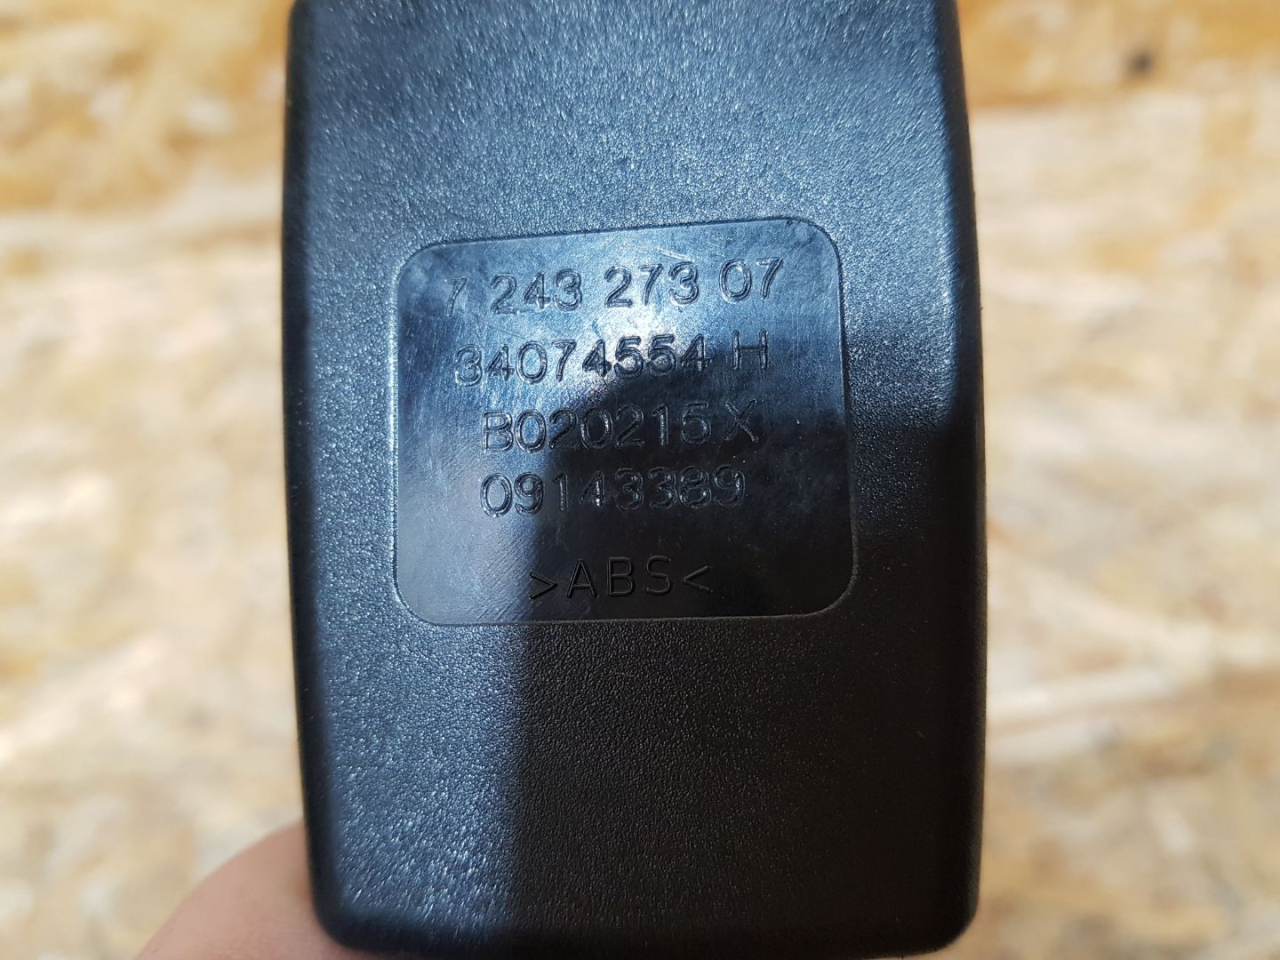 7 243 273 07
34074554 H
B020215 X
09143389
>ABS<